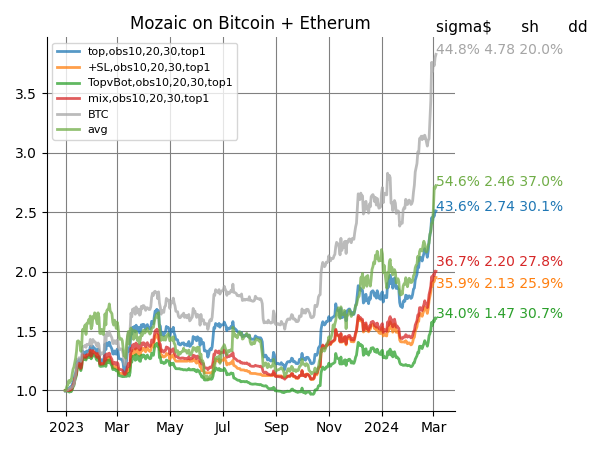 Mozaic on Bitcoin + Etherum
sigma$ sh dd
44.8% 4.78 20.0%
top,obs10,20,30,top1
+SL,obs10,20,30,top1
TopvBot,obs10,20,30,top1
mix,obs10,20,30,top1
BTC
avg
3.5
3.0
2.5
2.0
1.5
1.0
54.6% 2.46 37.0%
43.6% 2.74 30.1%
36.7% 2.20 27.8%
35.9% 2.13 25.9%
34.0% 1.47 30.7%
2023 Mar May Jul Sep Nov 2024 Mar